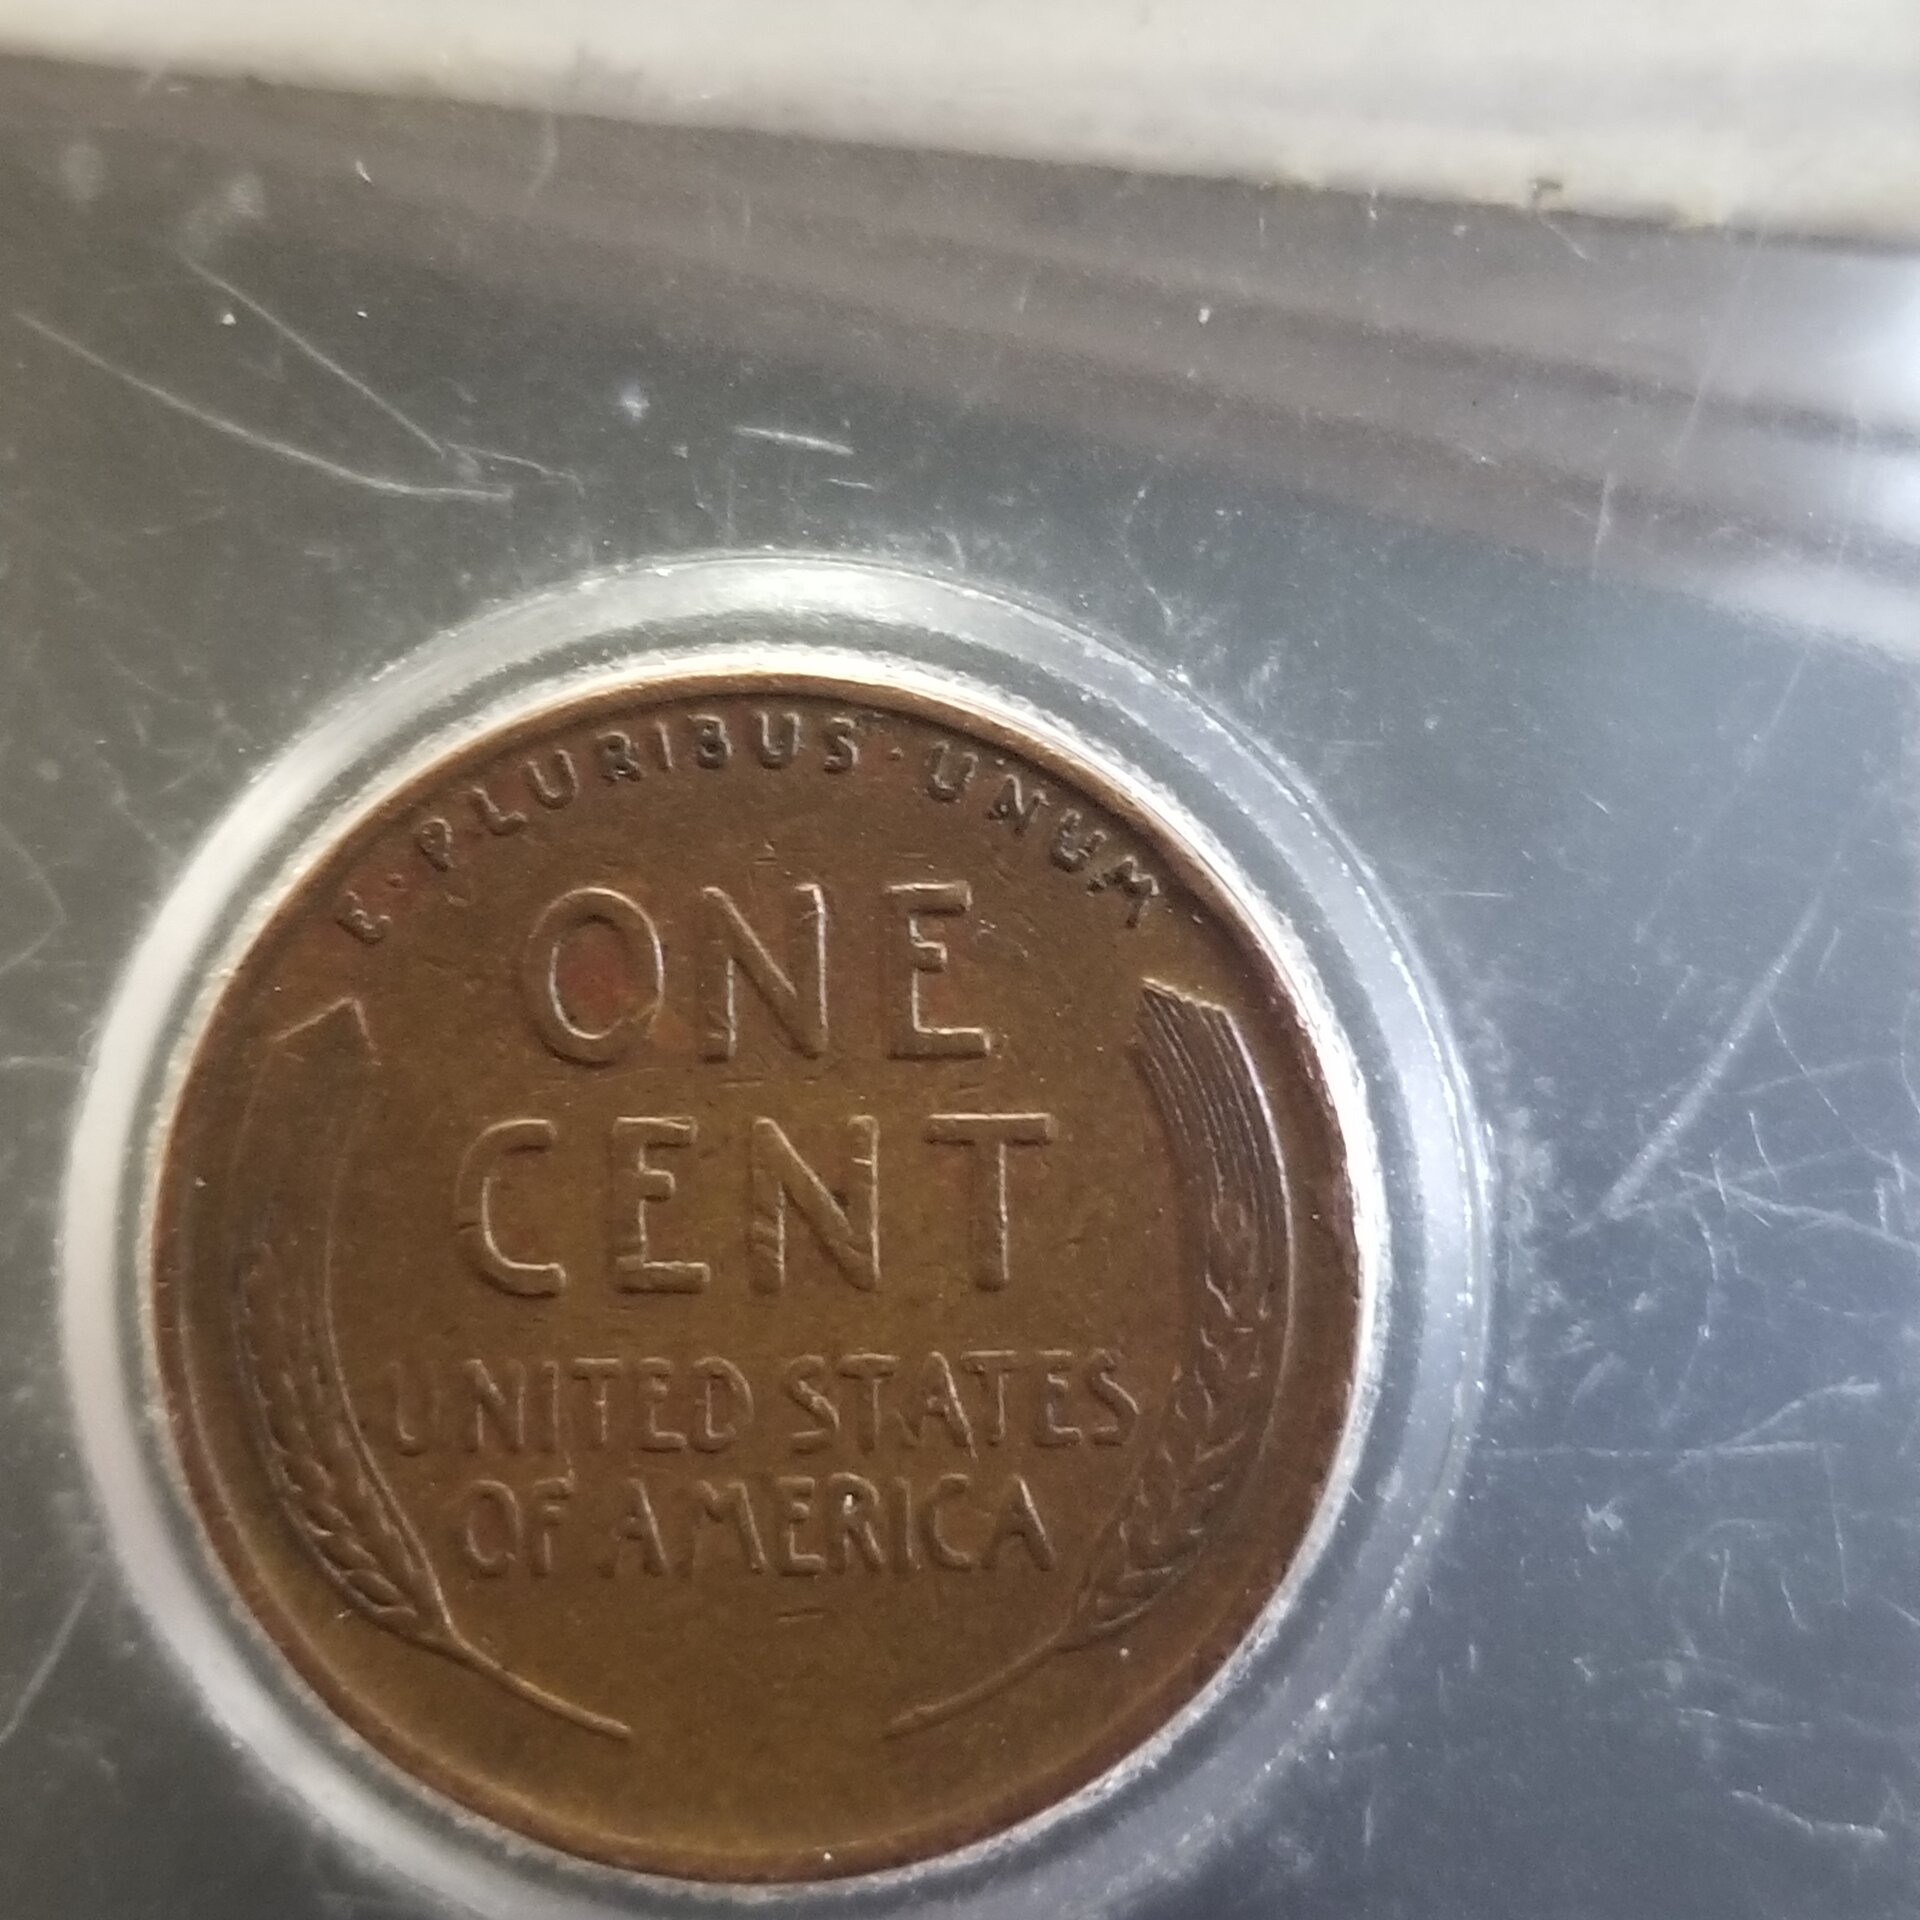 E·PLURIBUS·UNUM
ONE
CENT
UNITED STATES
OF AMERICA